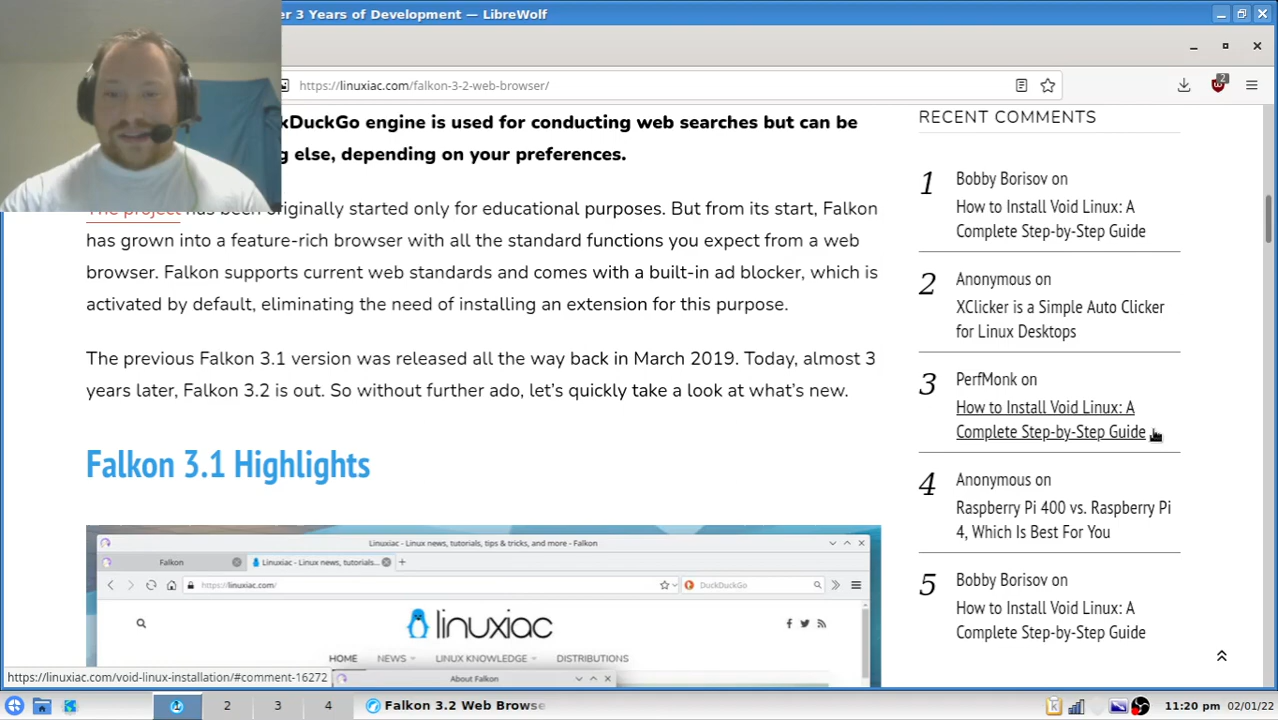 r 3 Years of Development — LibreWolf
https://linuxiac.com/falkon-3-2-web-browser/
2
kDuckGo engine is used for conducting web searches but can be
g else, depending on your preferences.
The project has been originally started only for educational purposes. But from its start, Falkon
has grown into a feature-rich browser with all the standard functions you expect from a web
browser. Falkon supports current web standards and comes with a built-in ad blocker, which is
activated by default, eliminating the need of installing an extension for this purpose.
The previous Falkon 3.1 version was released all the way back in March 2019. Today, almost 3
years later, Falkon 3.2 is out. So without further ado, let's quickly take a look at what's new.
Falkon 3.1 Highlights
Linuxiac - Linux news, tutorials, tips & tricks, and more - Falkon
Falkon
Linuxiac - Linux news, tutorials...
https://linuxiac.com/
DuckDuckGo
linuxiac
HOME NEWS LINUX KNOWLEDGE DISTRIBUTIONS
About Falkon
RECENT COMMENTS
1 Bobby Borisov on
How to Install Void Linux: A
Complete Step-by-Step Guide
2 Anonymous on
XClicker is a Simple Auto Clicker
for Linux Desktops
3 PerfMonk on
How to Install Void Linux: A
Complete Step-by-Step Guide
4 Anonymous on
Raspberry Pi 400 vs. Raspberry Pi
4, Which Is Best For You
5 Bobby Borisov on
How to Install Void Linux: A
Complete Step-by-Step Guide
https://linuxiac.com/void-linux-installation/#comment-16272
2 3 4 Falkon 3.2 Web Browse
11:20 pm 02/01/22